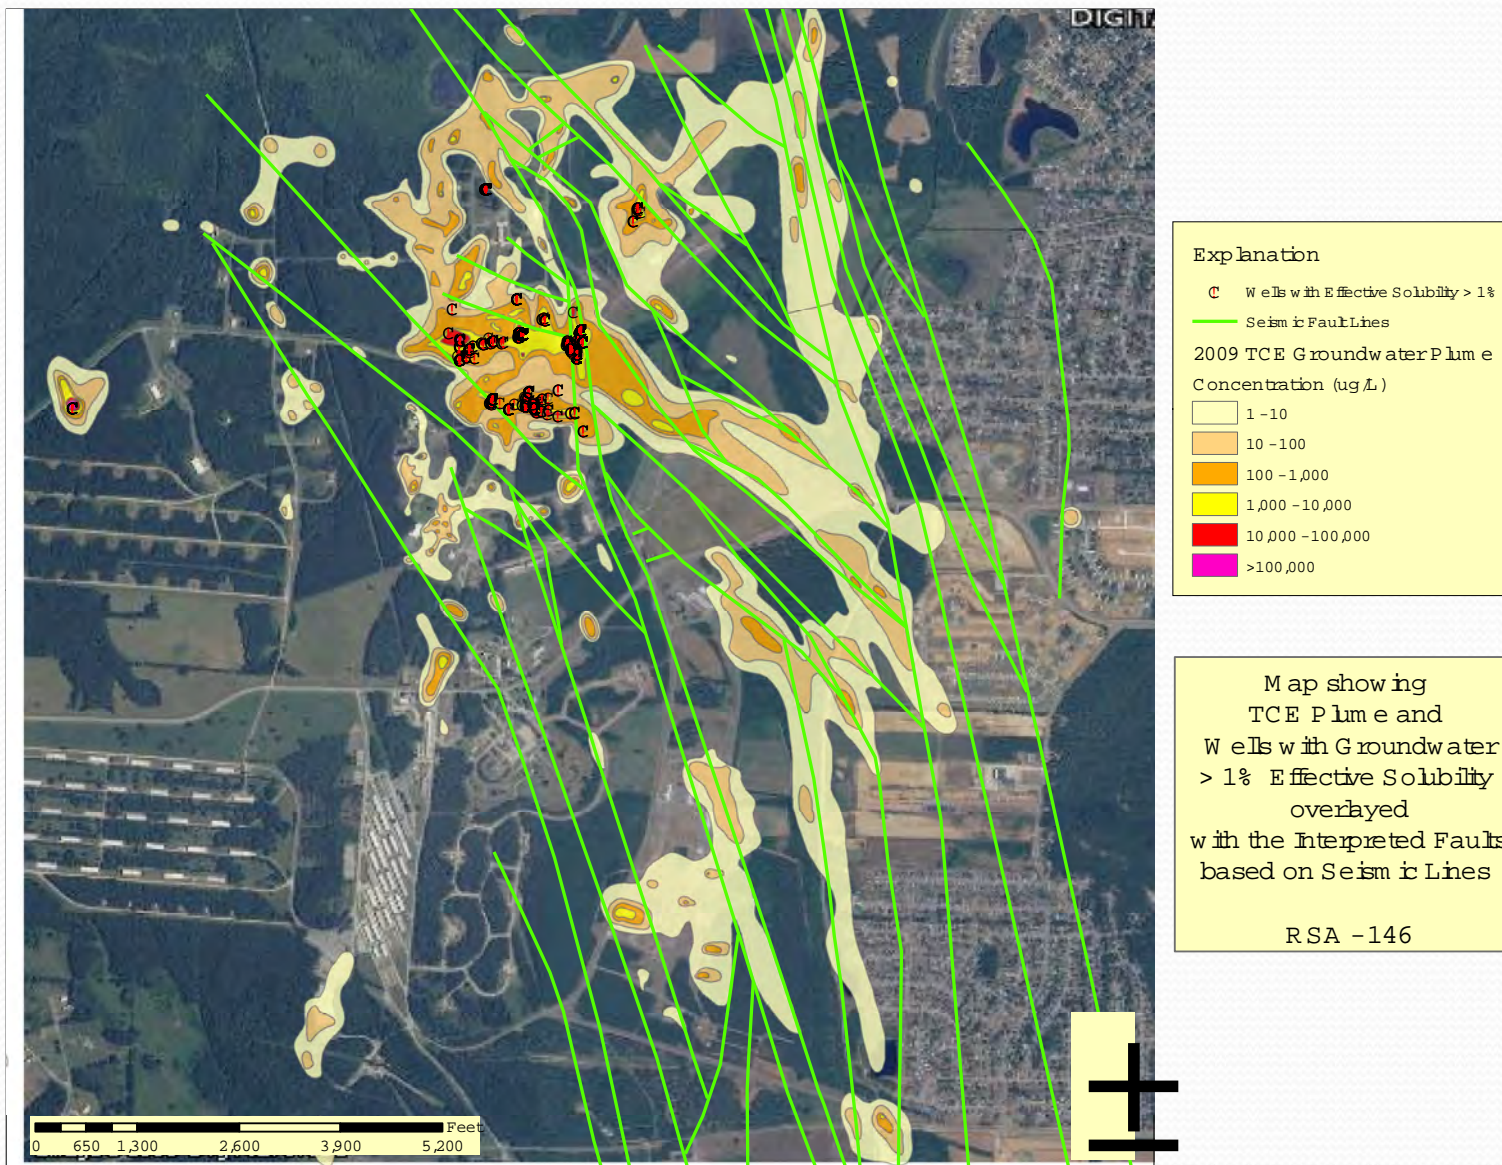 DIGIT
Explanation
C Wells with Effective Solubility > 1%
Seismic Fault Lines
2009 TCE Groundwater Plume
Concentration (ug/L)
1 - 10
10 - 100
100 - 1,000
1,000 - 10,000
10,000 - 100,000
>100,000
Map showing
TCE Plume and
Wells with Groundwater
> 1% Effective Solubility
overlayed
with the Interpreted Faults
based on Seismic Lines
RSA -146
Feet
0 650 1,300 2,600 3,900 5,200